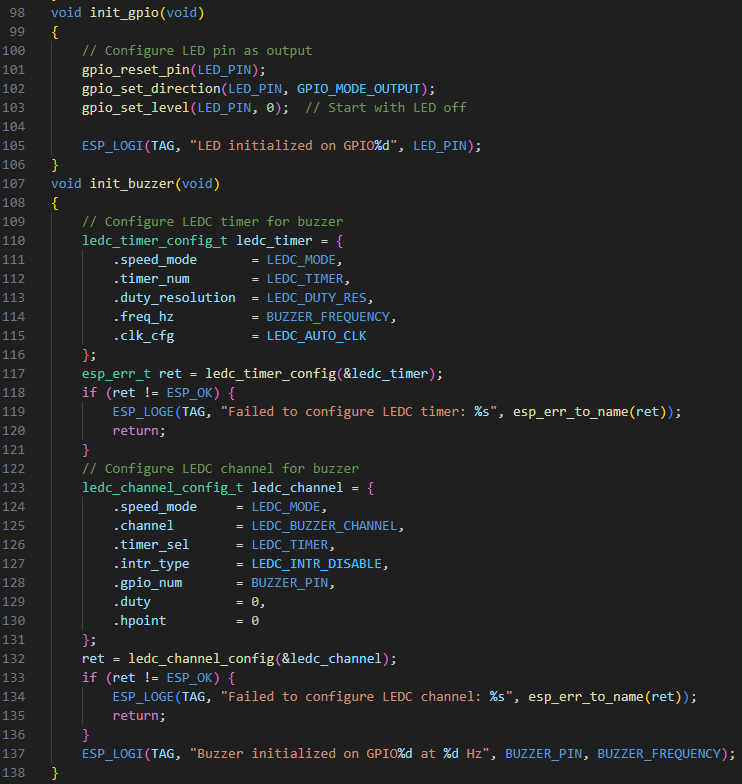 98 void init_gpio(void)
99 {
100     // Configure LED pin as output
101     gpio_reset_pin(LED_PIN);
102     gpio_set_direction(LED_PIN, GPIO_MODE_OUTPUT);
103     gpio_set_level(LED_PIN, 0);  // Start with LED off
104
105     ESP_LOGI(TAG, "LED initialized on GPIO%d", LED_PIN);
106 }
107 void init_buzzer(void)
108 {
109     // Configure LEDC timer for buzzer
110     ledc_timer_config_t ledc_timer = {
111         .speed_mode       = LEDC_MODE,
112         .timer_num        = LEDC_TIMER,
113         .duty_resolution  = LEDC_DUTY_RES,
114         .freq_hz          = BUZZER_FREQUENCY,
115         .clk_cfg          = LEDC_AUTO_CLK
116     };
117     esp_err_t ret = ledc_timer_config(&ledc_timer);
118     if (ret != ESP_OK) {
119         ESP_LOGE(TAG, "Failed to configure LEDC timer: %s", esp_err_to_name(ret));
120         return;
121     }
122     // Configure LEDC channel for buzzer
123     ledc_channel_config_t ledc_channel = {
124         .speed_mode     = LEDC_MODE,
125         .channel        = LEDC_BUZZER_CHANNEL,
126         .timer_sel      = LEDC_TIMER,
127         .intr_type      = LEDC_INTR_DISABLE,
128         .gpio_num       = BUZZER_PIN,
129         .duty           = 0,
130         .hpoint         = 0
131     };
132     ret = ledc_channel_config(&ledc_channel);
133     if (ret != ESP_OK) {
134         ESP_LOGE(TAG, "Failed to configure LEDC channel: %s", esp_err_to_name(ret));
135         return;
136     }
137     ESP_LOGI(TAG, "Buzzer initialized on GPIO%d at %d Hz", BUZZER_PIN, BUZZER_FREQUENCY);
138 }